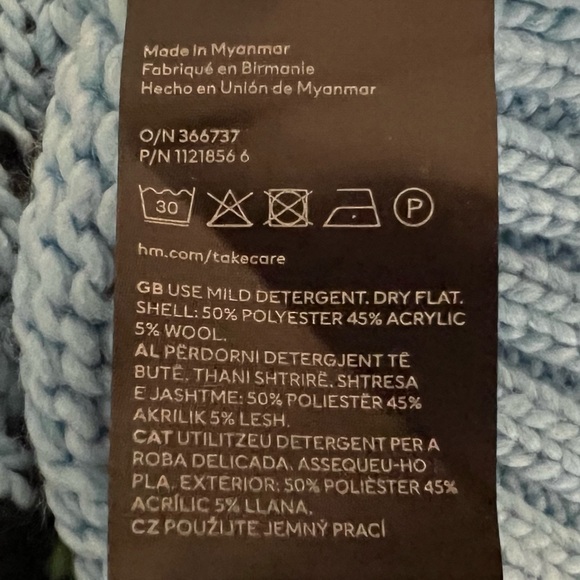 Made in Myanmar
Fabriqué en Birmanie
Hecho en Unión de Myanmar
O/N 366737
P/N 1121856 6
30
P
hm.com/takecare
GB USE MILD DETERGENT. DRY FLAT.
SHELL: 50% POLYESTER 45% ACRYLIC
5% WOOL.
AL PËRDORNI DETERGJENT TË
BUTË. THANI SHTRIRË. SHTRESA
E JASHTME: 50% POLIESTËR 45%
AKRILIK 5% LESH.
CAT UTILITZEU DETERGENT PER A
ROBA DELICADA. ASSEQUEU-HO
PLA. EXTERIOR: 50% POLIÈSTER 45%
ACRÍLIC 5% LLANA.
CZ POUŽIJTE JEMNÝ PRACÍ